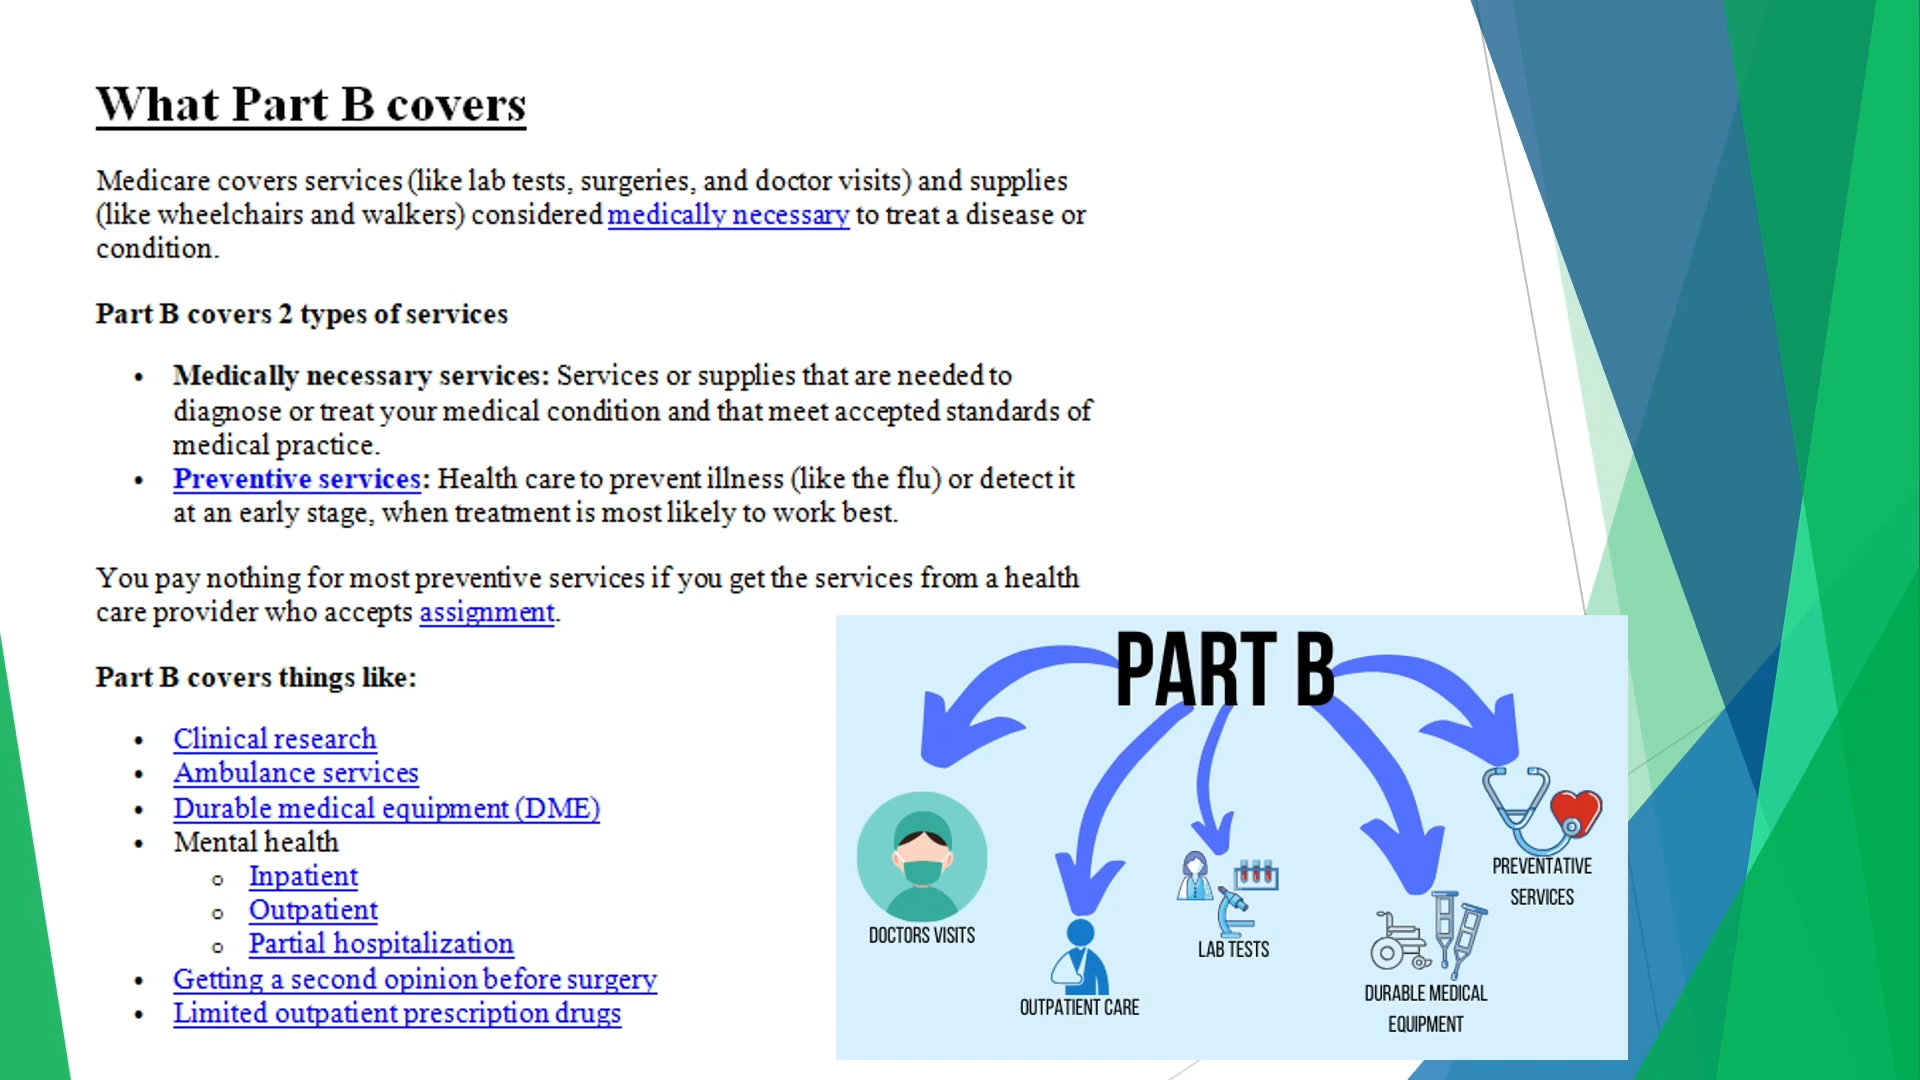 What Part B covers
Medicare covers services (like lab tests, surgeries, and doctor visits) and supplies
(like wheelchairs and walkers) considered medically necessary to treat a disease or
condition.
Part B covers 2 types of services
• Medically necessary services: Services or supplies that are needed to
diagnose or treat your medical condition and that meet accepted standards of
medical practice.
• Preventive services: Health care to prevent illness (like the flu) or detect it
at an early stage, when treatment is most likely to work best.
You pay nothing for most preventive services if you get the services from a health
care provider who accepts assignment.
Part B covers things like:
• Clinical research
• Ambulance services
• Durable medical equipment (DME)
• Mental health
o Inpatient
o Outpatient
o Partial hospitalization
• Getting a second opinion before surgery
• Limited outpatient prescription drugs
PART B
DOCTORS VISITS
OUTPATIENT CARE
LAB TESTS
DURABLE MEDICAL
EQUIPMENT
PREVENTATIVE
SERVICES